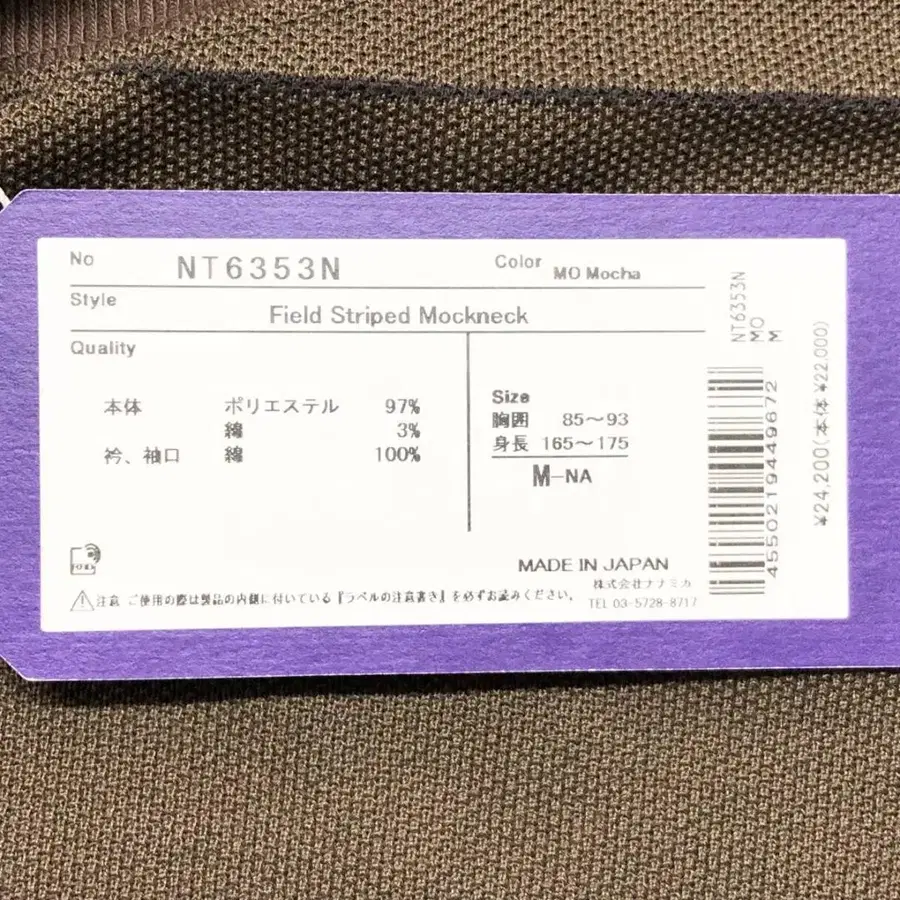 No NT6353N Color MO Mocha
Style Field Striped Mockneck
Quality
本体 ポリエステル 97%
綿 3%
衿、袖口 綿 100%
Size
胸囲 85～93
身長 165～175
M-NA
MADE IN JAPAN
株式会社ナナミカ
TEL 03-5728-8717
注意 ご使用の際は製品の内側に付いている『ラベルの注意書き』を必ずお読みください。
NT6353N
MO
M
4550219449672
¥24,200(本体 ¥22,000)